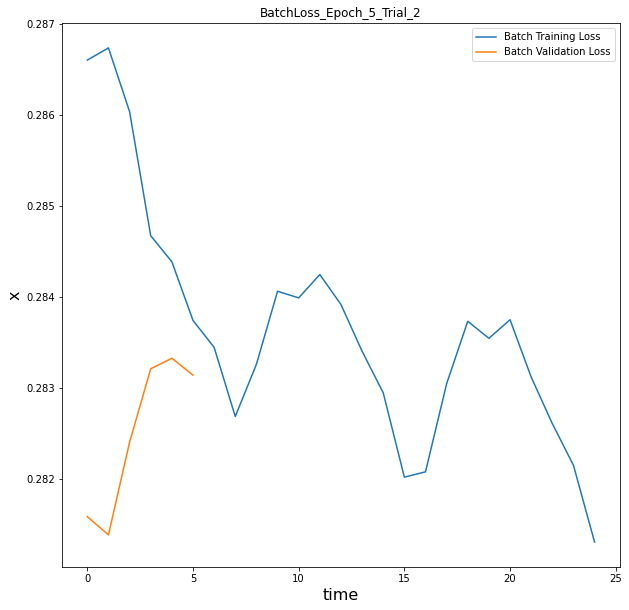 BatchLoss_Epoch_5_Trial_2
Batch Training Loss
Batch Validation Loss
x
0.287
0.286
0.285
0.284
0.283
0.282
0 5 10 15 20 25
time